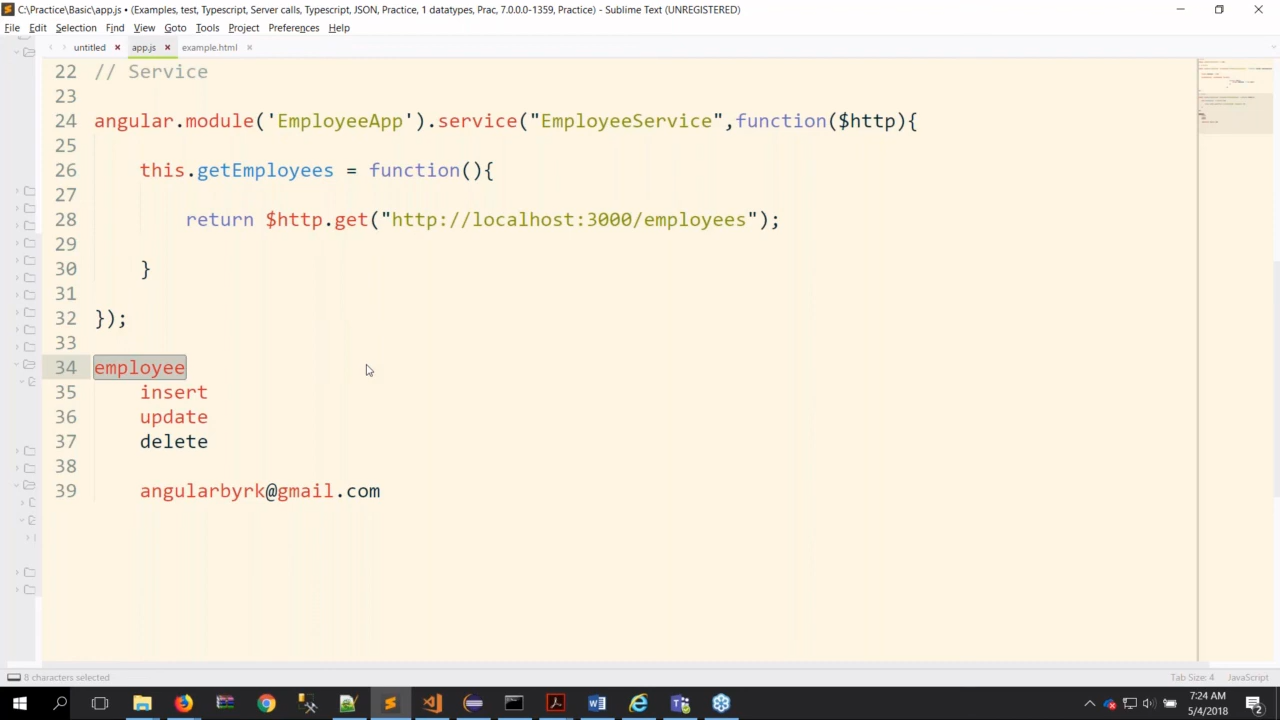 C:\Practice\Basic\app.js • (Examples, test, Typescript, Server calls, Typescript, JSON, Practice, 1 datatypes, Prac, 7.0.0.0-1359, Practice) - Sublime Text (UNREGISTERED)
File Edit Selection Find View Goto Tools Project Preferences Help
untitled app.js example.html
22 // Service
23
24 angular.module('EmployeeApp').service("EmployeeService",function($http){
25
26 this.getEmployees = function(){
27
28 return $http.get("http://localhost:3000/employees");
29
30 }
31
32 });
33
34 employee
35 insert
36 update
37 delete
38
39 angularbyrk@gmail.com
8 characters selected Tab Size: 4 JavaScript
7:24 AM
5/4/2018
2